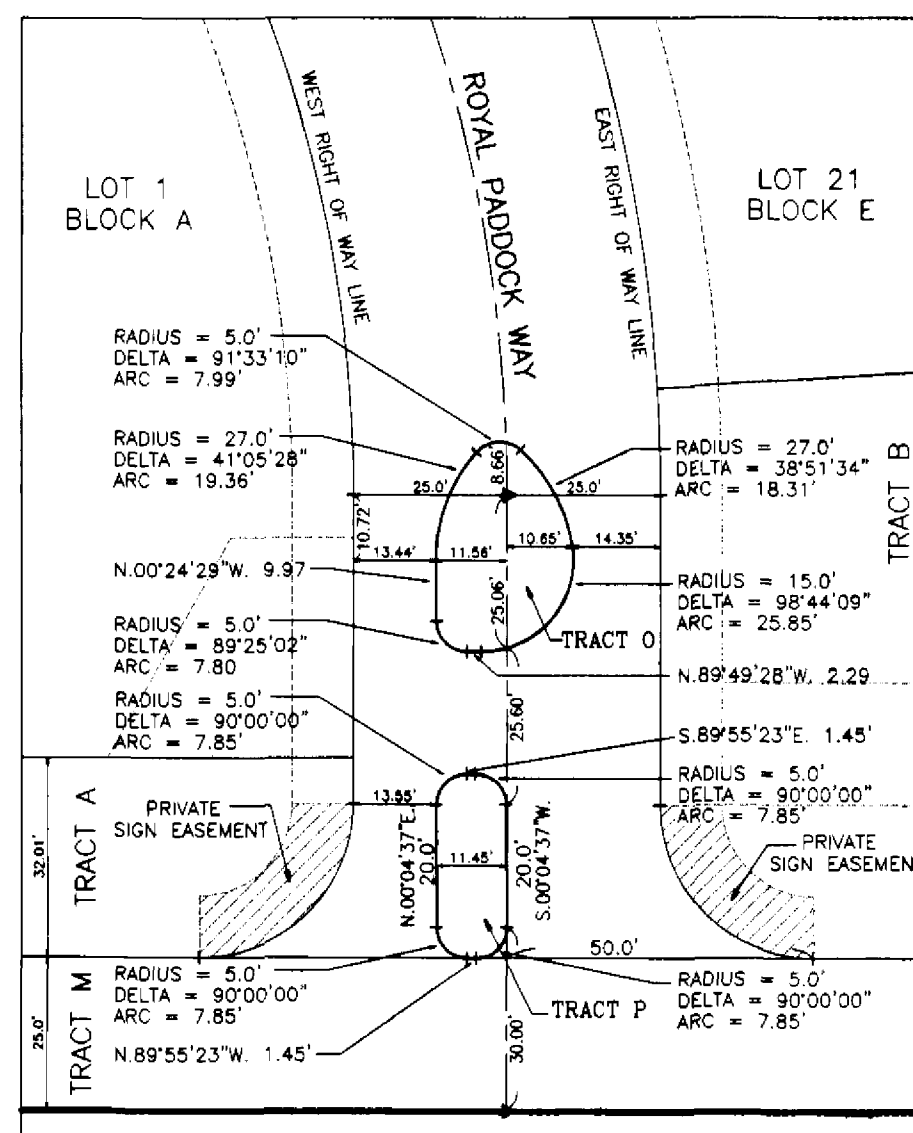 ROYAL PADDOCK WAY
WEST RIGHT OF WAY LINE
EAST RIGHT OF WAY LINE
LOT 1
BLOCK A
LOT 21
BLOCK E
RADIUS = 5.0'
DELTA = 91°33'10"
ARC = 7.99'
RADIUS = 27.0'
DELTA = 41°05'28"
ARC = 19.36'
RADIUS = 27.0'
DELTA = 38°51'34"
ARC = 18.31'
TRACT B
8.66'
25.0'
25.0'
10.72'
13.44'
11.56'
10.65'
14.35'
N.00°24'29"W. 9.97
25.06'
RADIUS = 15.0'
DELTA = 98°44'09"
ARC = 25.85'
RADIUS = 5.0'
DELTA = 89°25'02"
ARC = 7.80
TRACT O
N.89°49'28"W. 2.29
RADIUS = 5.0'
DELTA = 90°00'00"
ARC = 7.85'
25.60'
S.89°55'23"E. 1.45'
RADIUS = 5.0'
DELTA = 90°00'00"
ARC = 7.85'
13.55'
PRIVATE
SIGN EASEMENT
PRIVATE
SIGN EASEMEN
32.01'
TRACT A
N.00°04'37"E.
20.0'
11.45'
20.0'
S.00°04'37"W.
50.0'
25.0'
TRACT M
RADIUS = 5.0'
DELTA = 90°00'00"
ARC = 7.85'
N.89°55'23"W. 1.45'
TRACT P
30.00'
RADIUS = 5.0'
DELTA = 90°00'00"
ARC = 7.85'